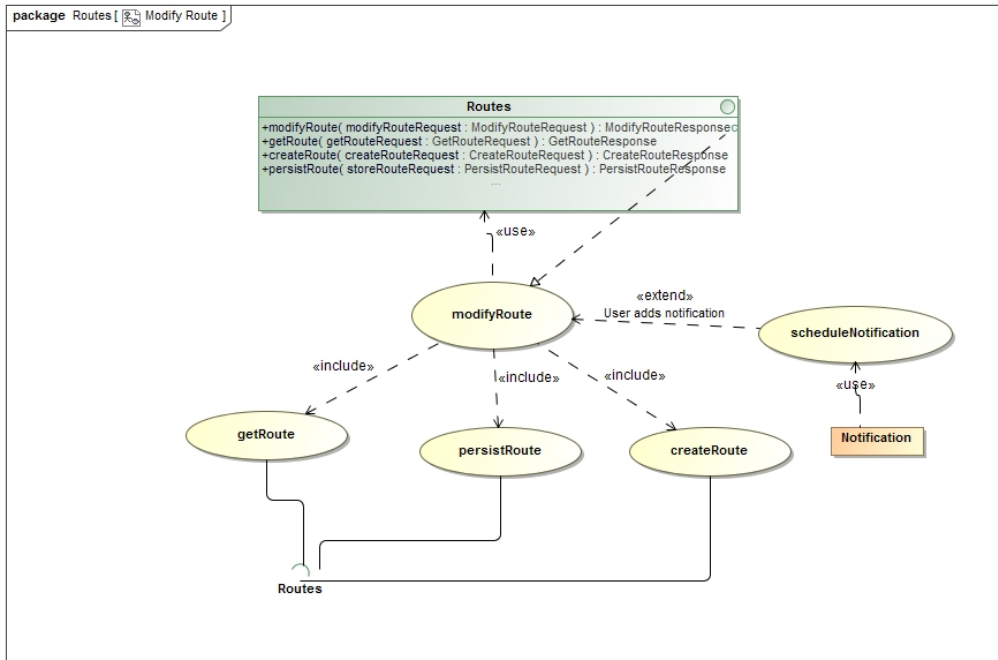 package Routes [ Modify Route ]
Routes
+modifyRoute( modifyRouteRequest : ModifyRouteRequest ) : ModifyRouteResponse
+getRoute( getRouteRequest : GetRouteRequest ) : GetRouteResponse
+createRoute( createRouteRequest : CreateRouteRequest ) : CreateRouteResponse
+persistRoute( storeRouteRequest : PersistRouteRequest ) : PersistRouteResponse
...
«use»
modifyRoute
«extend»
User adds notification
scheduleNotification
«include»
«include»
«include»
«use»
getRoute
persistRoute
createRoute
Notification
Routes